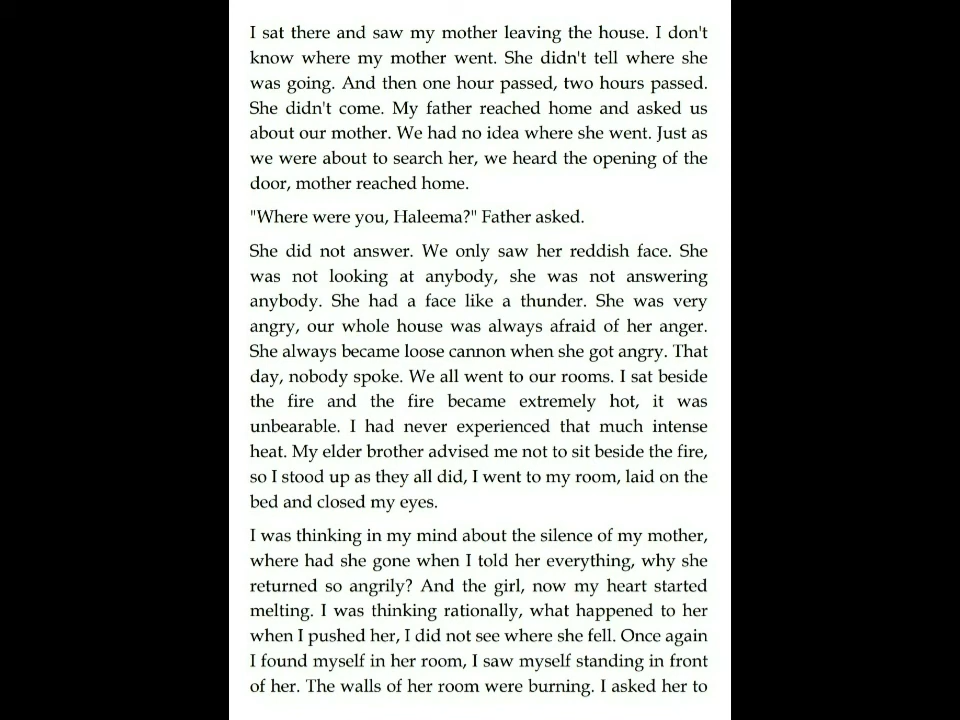 I sat there and saw my mother leaving the house. I don't
know where my mother went. She didn't tell where she
was going. And then one hour passed, two hours passed.
She didn't come. My father reached home and asked us
about our mother. We had no idea where she went. Just as
we were about to search her, we heard the opening of the
door, mother reached home.
"Where were you, Haleema?" Father asked.
She did not answer. We only saw her reddish face. She
was not looking at anybody, she was not answering
anybody. She had a face like a thunder. She was very
angry, our whole house was always afraid of her anger.
She always became loose cannon when she got angry. That
day, nobody spoke. We all went to our rooms. I sat beside
the fire and the fire became extremely hot, it was
unbearable. I had never experienced that much intense
heat. My elder brother advised me not to sit beside the fire,
so I stood up as they all did, I went to my room, laid on the
bed and closed my eyes.
I was thinking in my mind about the silence of my mother,
where had she gone when I told her everything, why she
returned so angrily? And the girl, now my heart started
melting. I was thinking rationally, what happened to her
when I pushed her, I did not see where she fell. Once again
I found myself in her room, I saw myself standing in front
of her. The walls of her room were burning. I asked her to